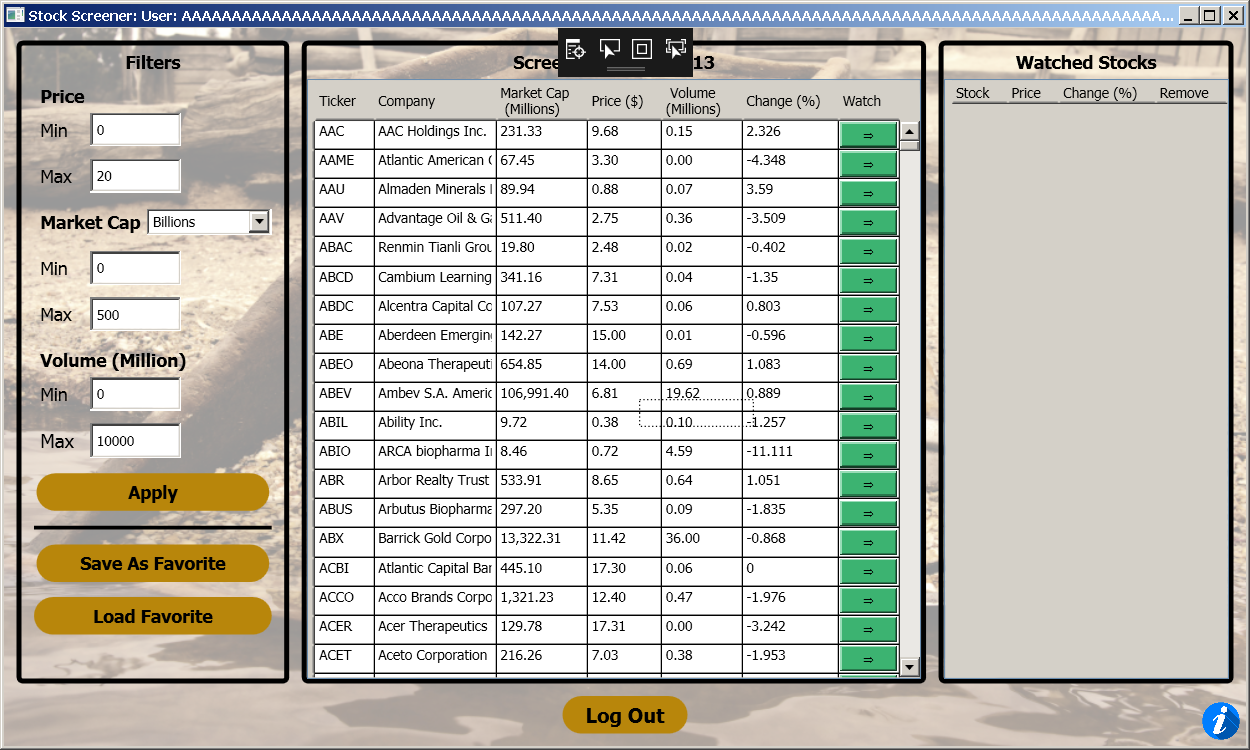 Stock Screener: User: AAAAAAAAAAAAAAAAAAAAAAAAAAAAAAAAAAAAAAAAAAAAAAAAAAAAAAAAAAAAAAAAAAAAAAAAAAAAAAAAAAAAAAAAAAAAAAAAAAAA...
Filters
Price
Min 0
Max 20
Market Cap Billions
Min 0
Max 500
Volume (Million)
Min 0
Max 10000
Apply
Save As Favorite
Load Favorite
13
Ticker Company Market Cap (Millions) Price ($) Volume (Millions) Change (%) Watch
AAC AAC Holdings Inc. 231.33 9.68 0.15 2.326 ⇒
AAME Atlantic American 67.45 3.30 0.00 -4.348 ⇒
AAU Almaden Minerals 89.94 0.88 0.07 3.59 ⇒
AAV Advantage Oil & Ga 511.40 2.75 0.36 -3.509 ⇒
ABAC Renmin Tianli Grou 19.80 2.48 0.02 -0.402 ⇒
ABCD Cambium Learning 341.16 7.31 0.04 -1.35 ⇒
ABDC Alcentra Capital Co 107.27 7.53 0.06 0.803 ⇒
ABE Aberdeen Emerging 142.27 15.00 0.01 -0.596 ⇒
ABEO Abeona Therapeuti 654.85 14.00 0.69 1.083 ⇒
ABEV Ambev S.A. Americ 106,991.40 6.81 19.62 0.889 ⇒
ABIL Ability Inc. 9.72 0.38 0.10 -1.257 ⇒
ABIO ARCA biopharma 8.46 0.72 4.59 -11.111 ⇒
ABR Arbor Realty Trust 533.91 8.65 0.64 1.051 ⇒
ABUS Arbutus Biopharma 297.20 5.35 0.09 -1.835 ⇒
ABX Barrick Gold Corpo 13,322.31 11.42 36.00 -0.868 ⇒
ACBI Atlantic Capital Ban 445.10 17.30 0.06 0 ⇒
ACCO Acco Brands Corpo 1,321.23 12.40 0.47 -1.976 ⇒
ACER Acer Therapeutics 129.78 17.31 0.00 -3.242 ⇒
ACET Aceto Corporation 216.26 7.03 0.38 -1.953 ⇒
Watched Stocks
Stock Price Change (%) Remove
Log Out
i